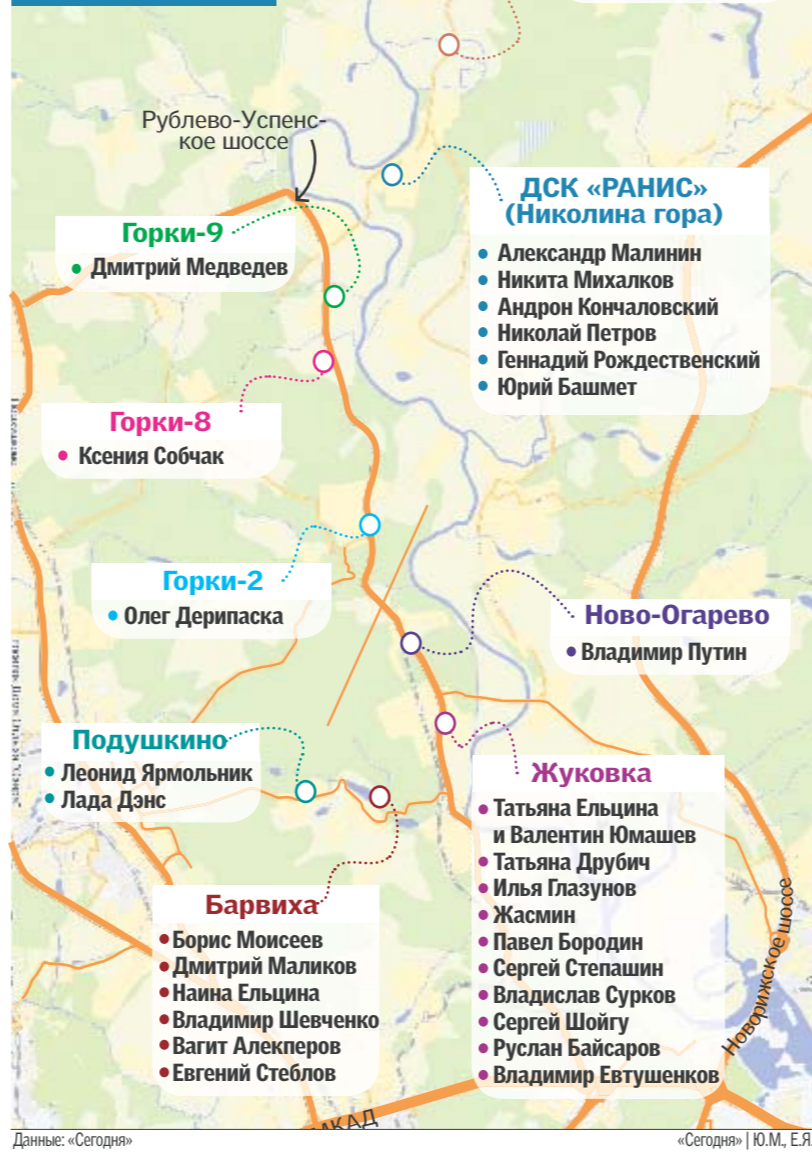 Рублево-Успенс-
кое шоссе
ДСК «РАНИС»
(Николина гора)
• Александр Малинин
• Никита Михалков
• Андрон Кончаловский
• Николай Петров
• Геннадий Рождественский
• Юрий Башмет
Горки-9
• Дмитрий Медведев
Горки-8
• Ксения Собчак
Горки-2
• Олег Дерипаска
Ново-Огарево
• Владимир Путин
Подушкино
• Леонид Ярмольник
• Лада Дэнс
Жуковка
• Татьяна Ельцина
и Валентин Юмашев
• Татьяна Друбич
• Илья Глазунов
• Жасмин
• Павел Бородин
• Сергей Степашин
• Владислав Сурков
• Сергей Шойгу
• Руслан Байсаров
• Владимир Евтушенков
Барвиха
• Борис Моисеев
• Дмитрий Маликов
• Наина Ельцина
• Владимир Шевченко
• Вагит Алекперов
• Евгений Стеблов
Новорижское шоссе
МКАД
Данные: «Сегодня»
«Сегодня» | Ю.М., Е.Я.